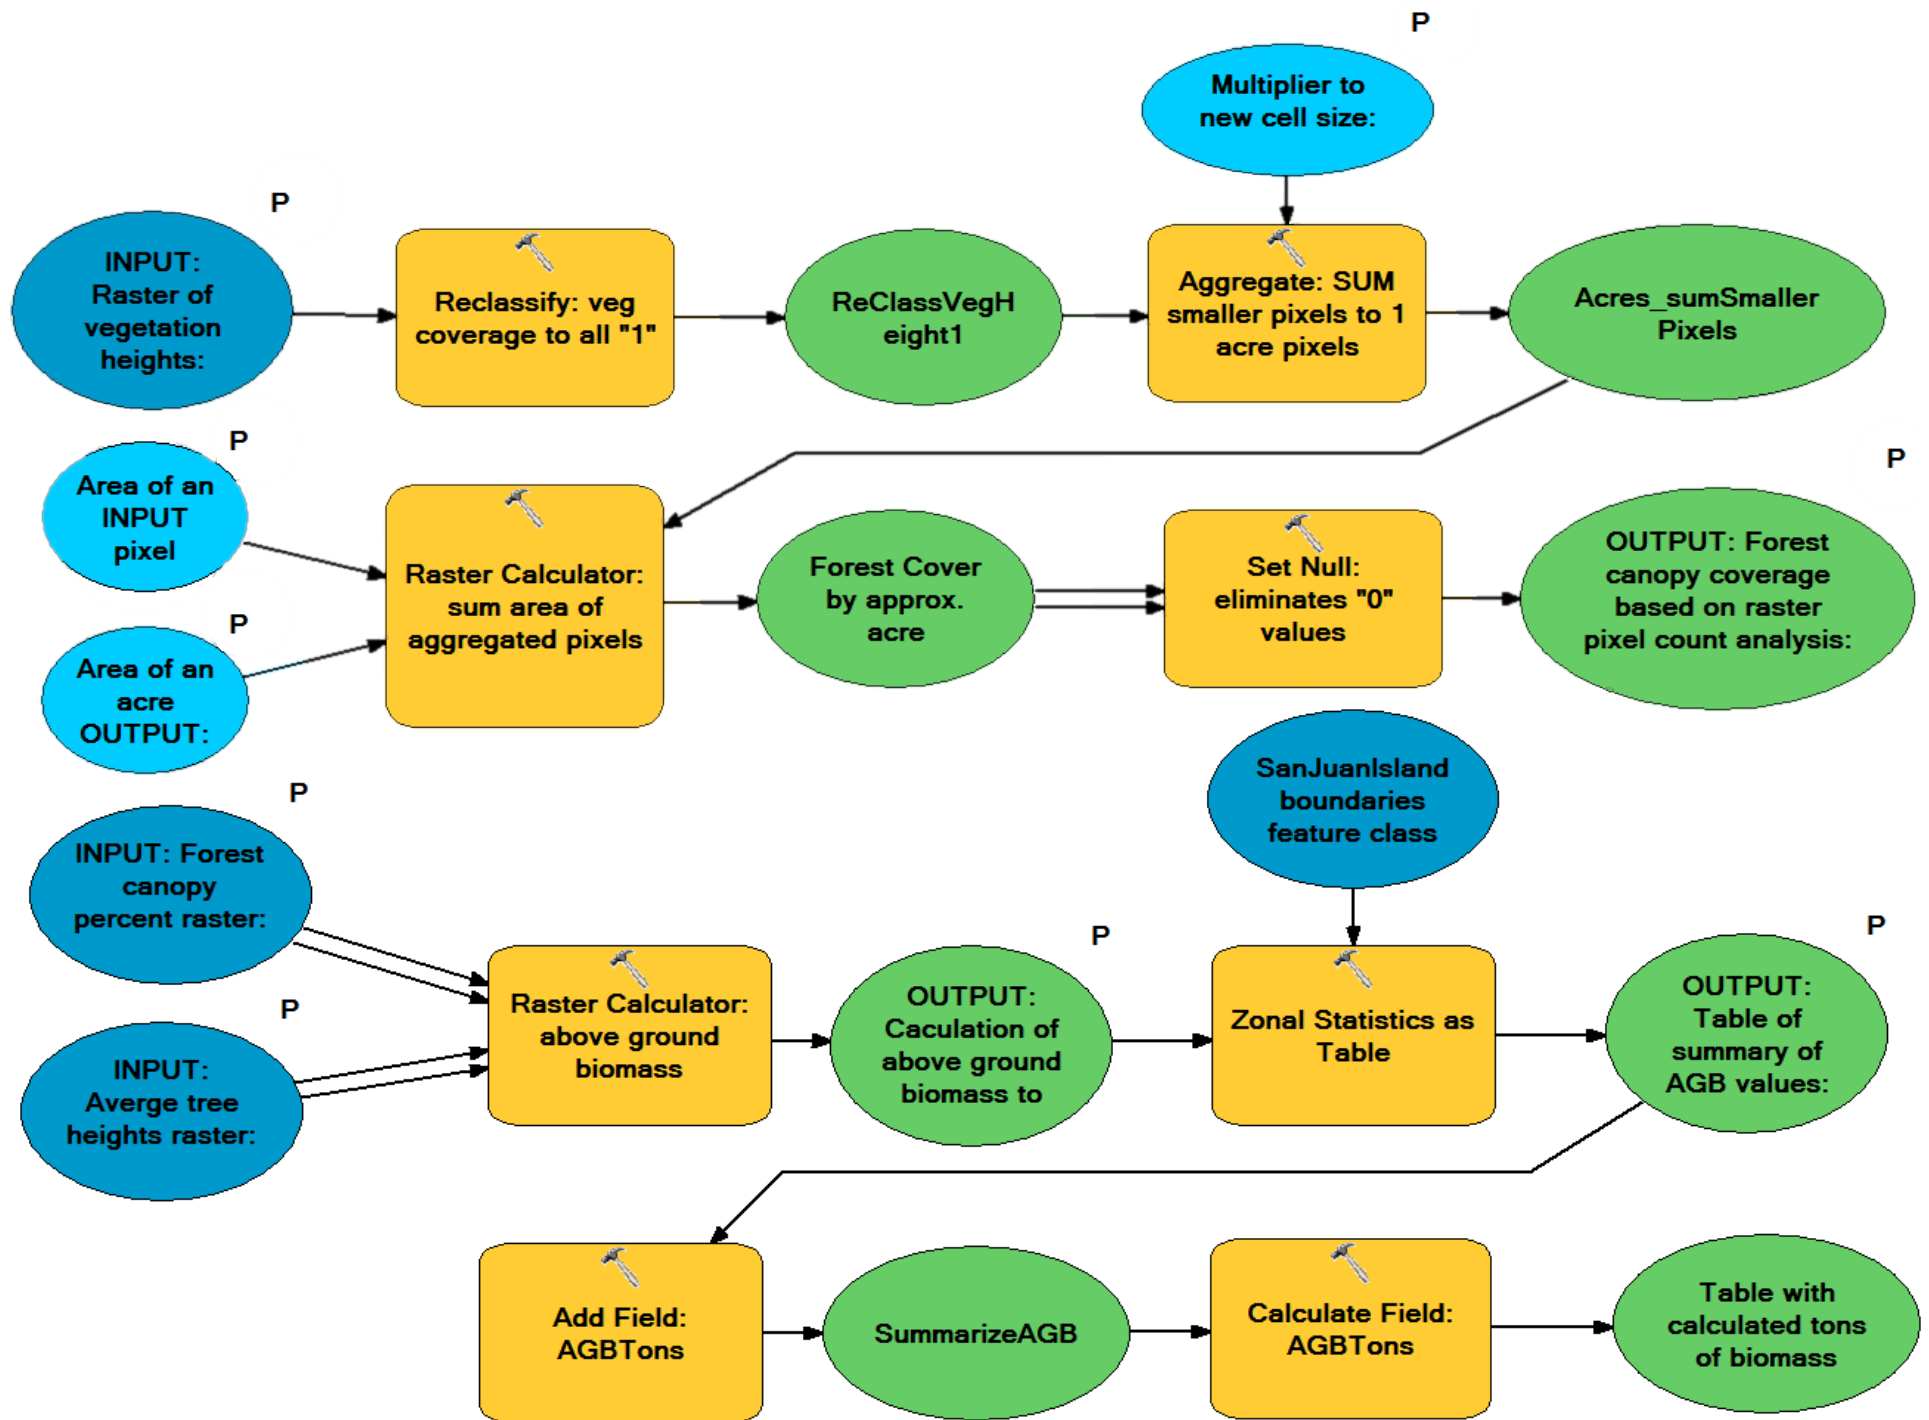 P
Multiplier to
new cell size:
P
INPUT:
Raster of
vegetation
heights:
Reclassify: veg
coverage to all "1"
ReClassVegH
eight1
Aggregate: SUM
smaller pixels to 1
acre pixels
Acres_sumSmaller
Pixels
P
Area of an
INPUT
pixel
P
Area of an
acre
OUTPUT:
Raster Calculator:
sum area of
aggregated pixels
Forest Cover
by approx.
acre
Set Null:
eliminates "0"
values
P
OUTPUT: Forest
canopy coverage
based on raster
pixel count analysis:
SanJuanIsland
boundaries
feature class
P
INPUT: Forest
canopy
percent raster:
P
INPUT:
Averge tree
heights raster:
Raster Calculator:
above ground
biomass
P
OUTPUT:
Caculation of
above ground
biomass to
Zonal Statistics as
Table
P
OUTPUT:
Table of
summary of
AGB values:
Add Field:
AGBTons
SummarizeAGB
Calculate Field:
AGBTons
Table with
calculated tons
of biomass